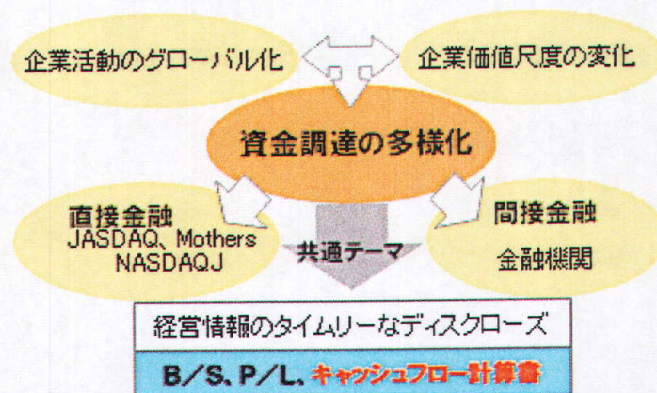 企業活動のグローバル化
企業価値尺度の変化
資金調達の多様化
直接金融
JASDAQ、Mothers
NASDAQJ
共通テーマ
間接金融
金融機関
経営情報のタイムリーなディスクローズ
B/S、P/L、キャッシュフロー計算書